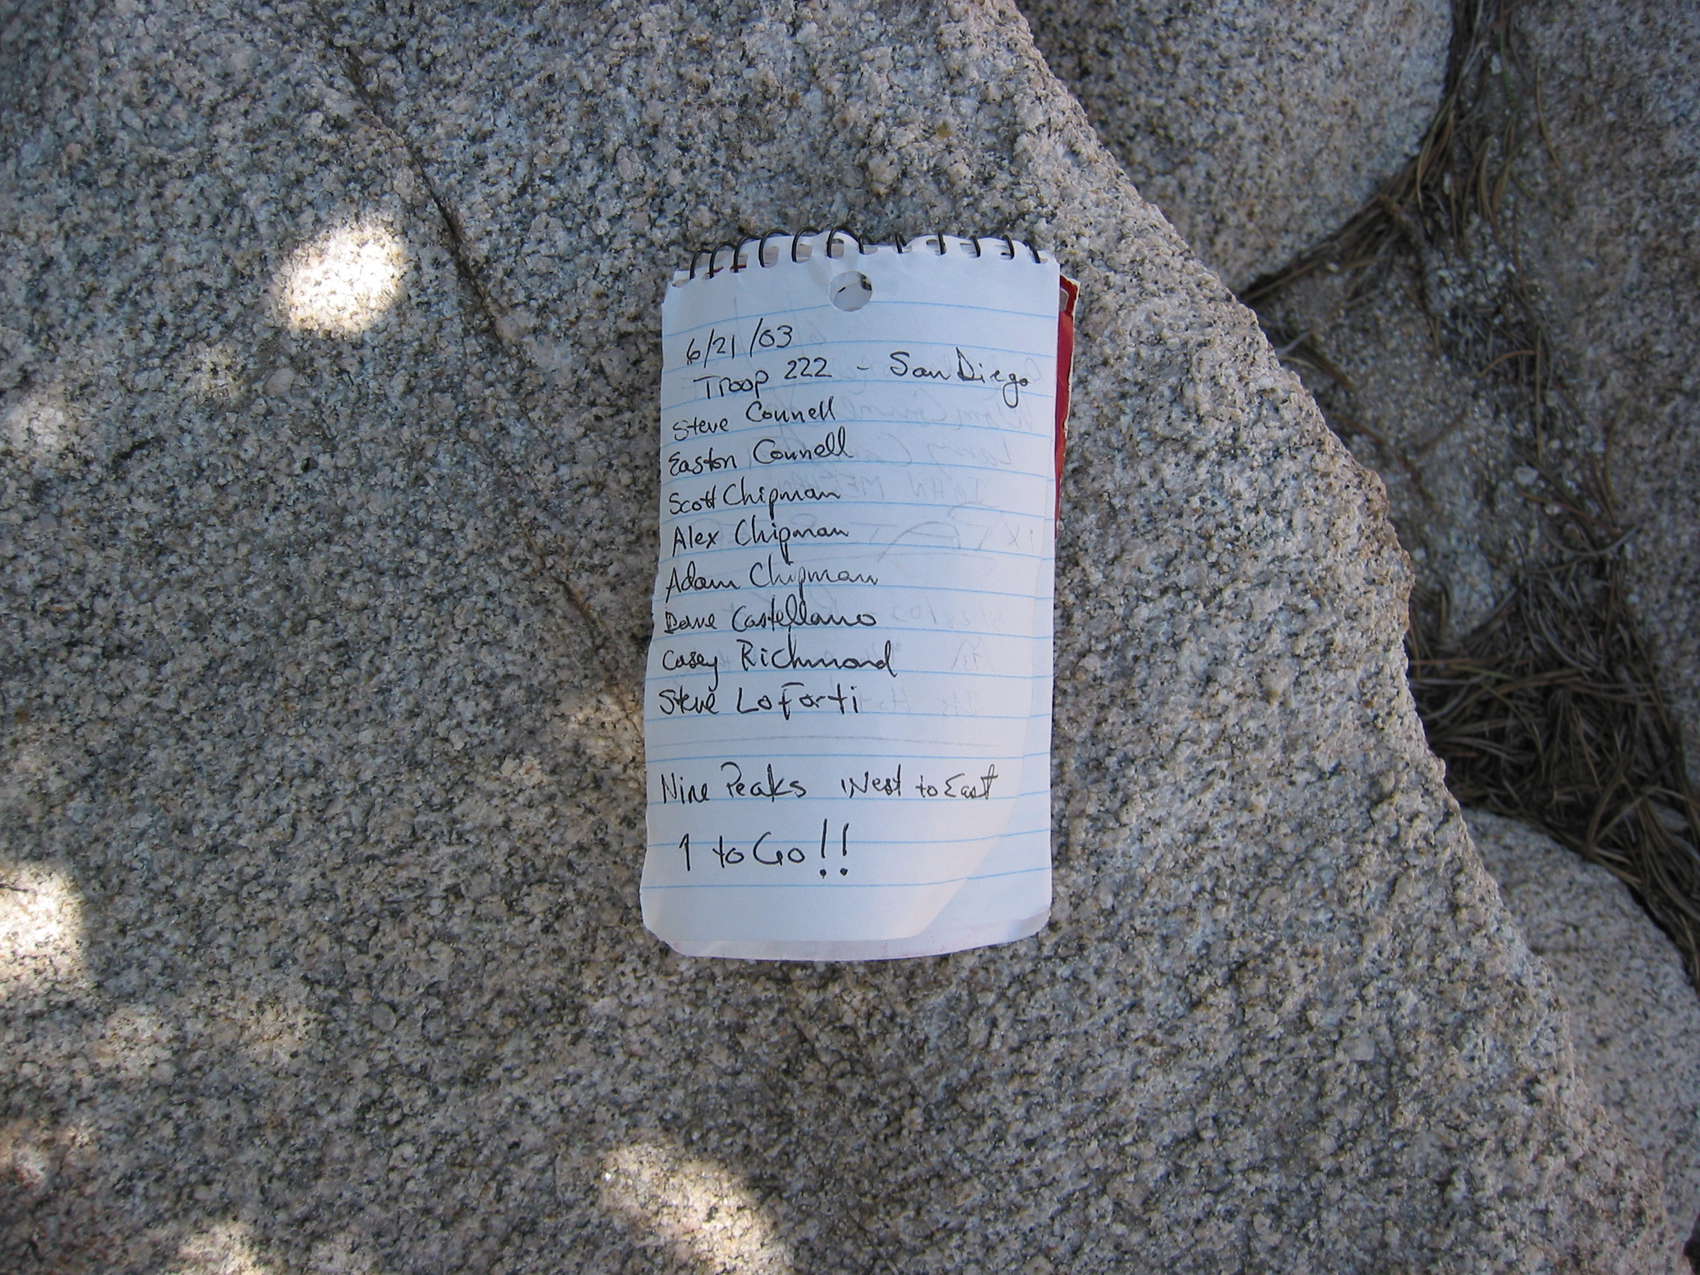 6/21/03
Troop 222 - San Diego
Steve Connell
Easton Connell
Scott Chipman
Alex Chipman
Adam Chipman
Dave Castellano
Casey Richmond
Steve LoForti
Nine Peaks West to East
1 to Go!!